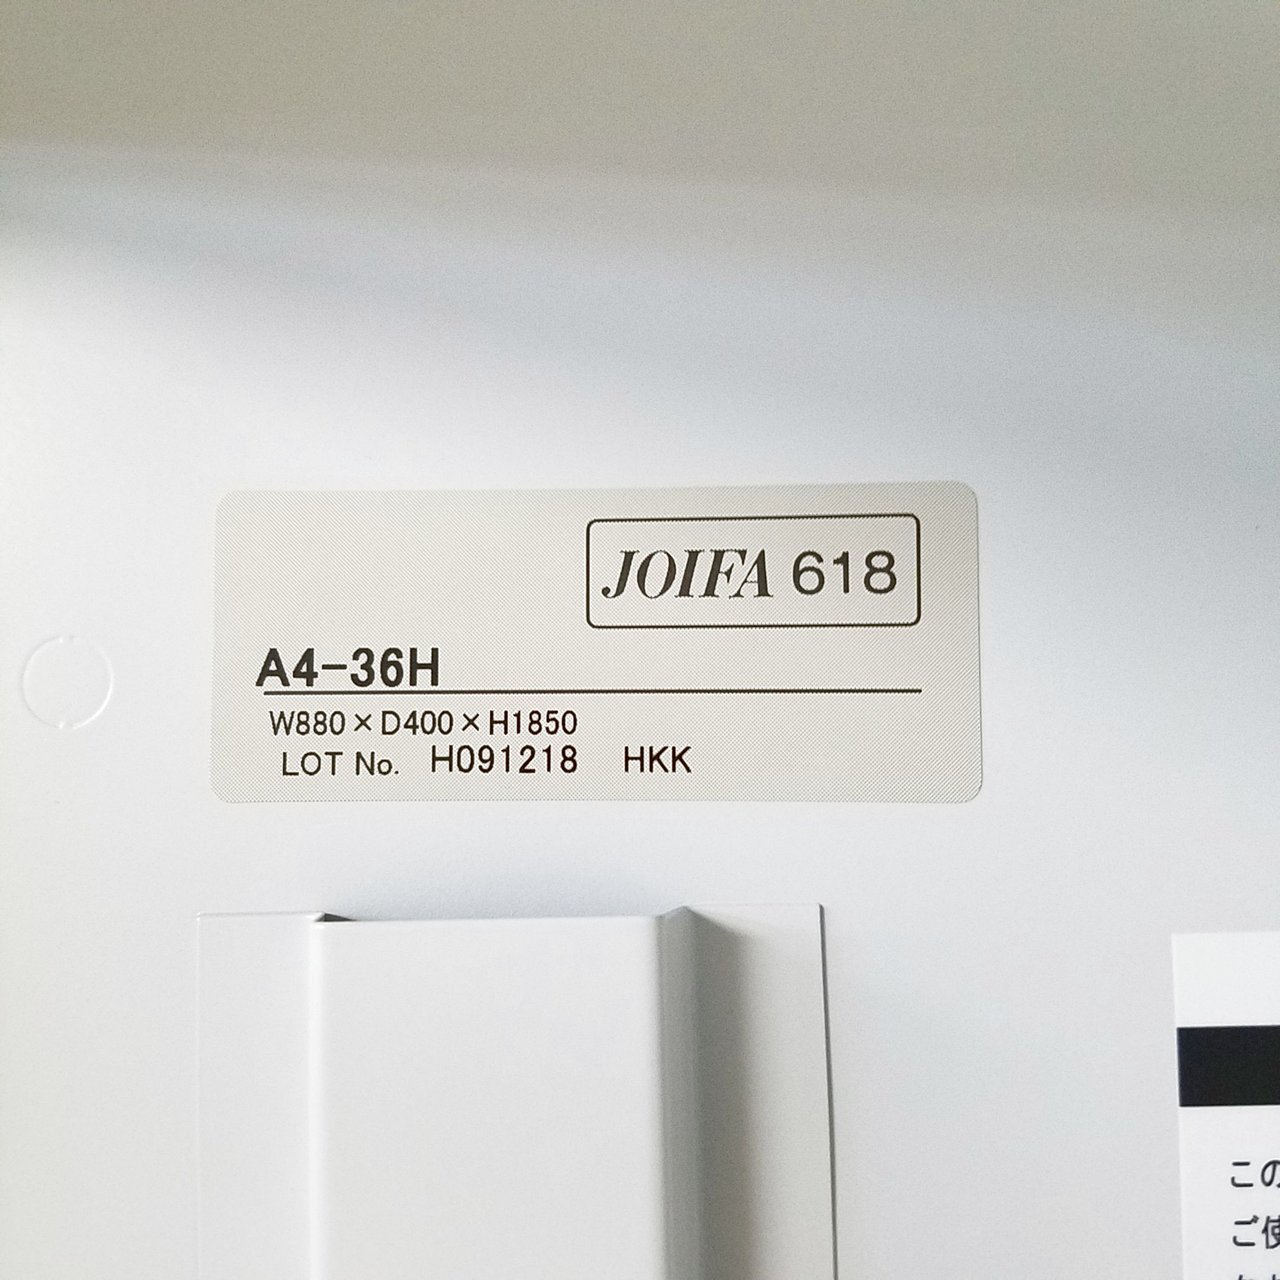 JOIFA 618
A4-36H
W880×D400×H1850
LOT No. H091218 HKK
この
ご使